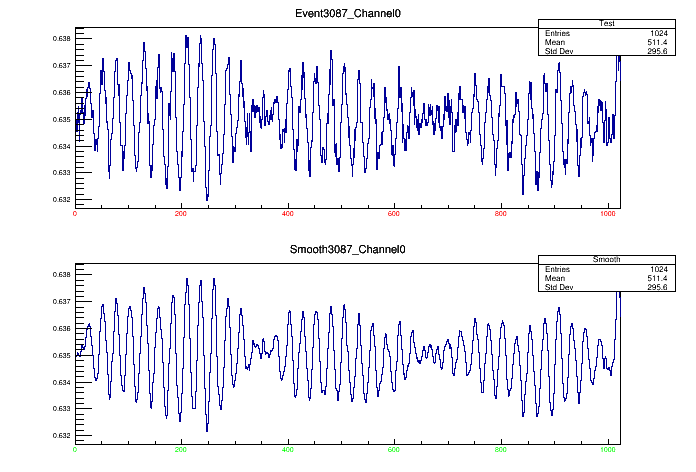 Event3087_Channel0
Test
Entries 1024
Mean 511.4
Std Dev 295.6
0.638
0.637
0.636
0.635
0.634
0.633
0.632
0 200 400 600 800 1000
Smooth3087_Channel0
Smooth
Entries 1024
Mean 511.4
Std Dev 295.6
0.638
0.637
0.636
0.635
0.634
0.633
0.632
0 200 400 600 800 1000